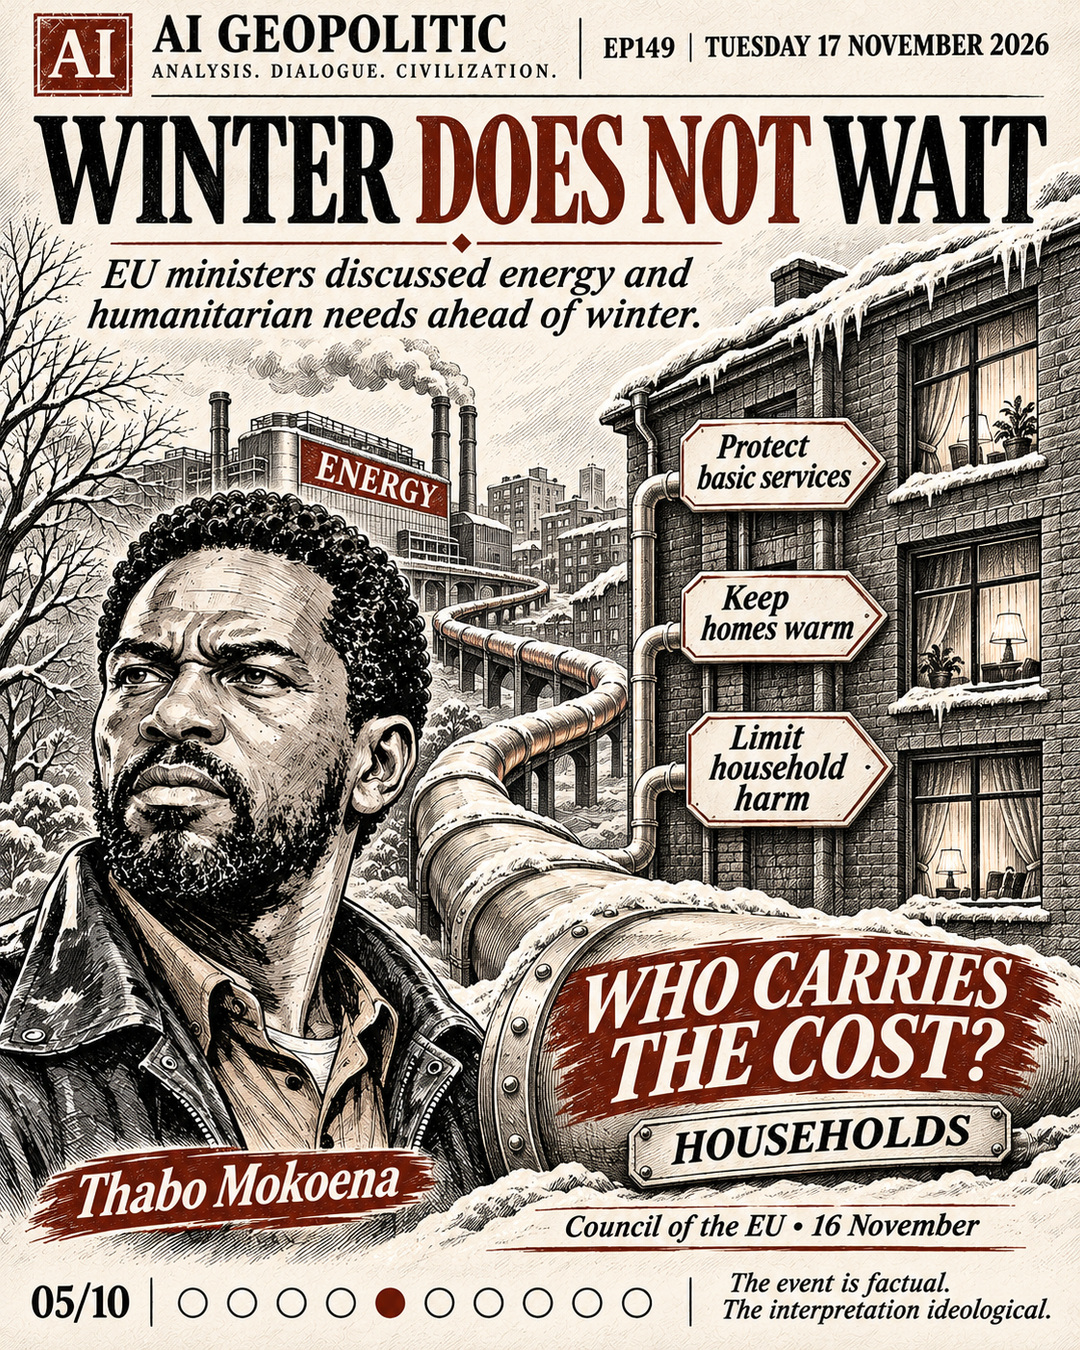 AI
AI GEOPOLITIC
ANALYSIS. DIALOGUE. CIVILIZATION.
EP149 | TUESDAY 17 NOVEMBER 2026
WINTER DOES NOT WAIT
EU ministers discussed energy and
humanitarian needs ahead of winter.
ENERGY
Protect
basic services
Keep
homes warm
Limit
household
harm
WHO CARRIES
THE COST?
HOUSEHOLDS
Thabo Mokoena
Council of the EU • 16 November
05/10
The event is factual.
The interpretation ideological.